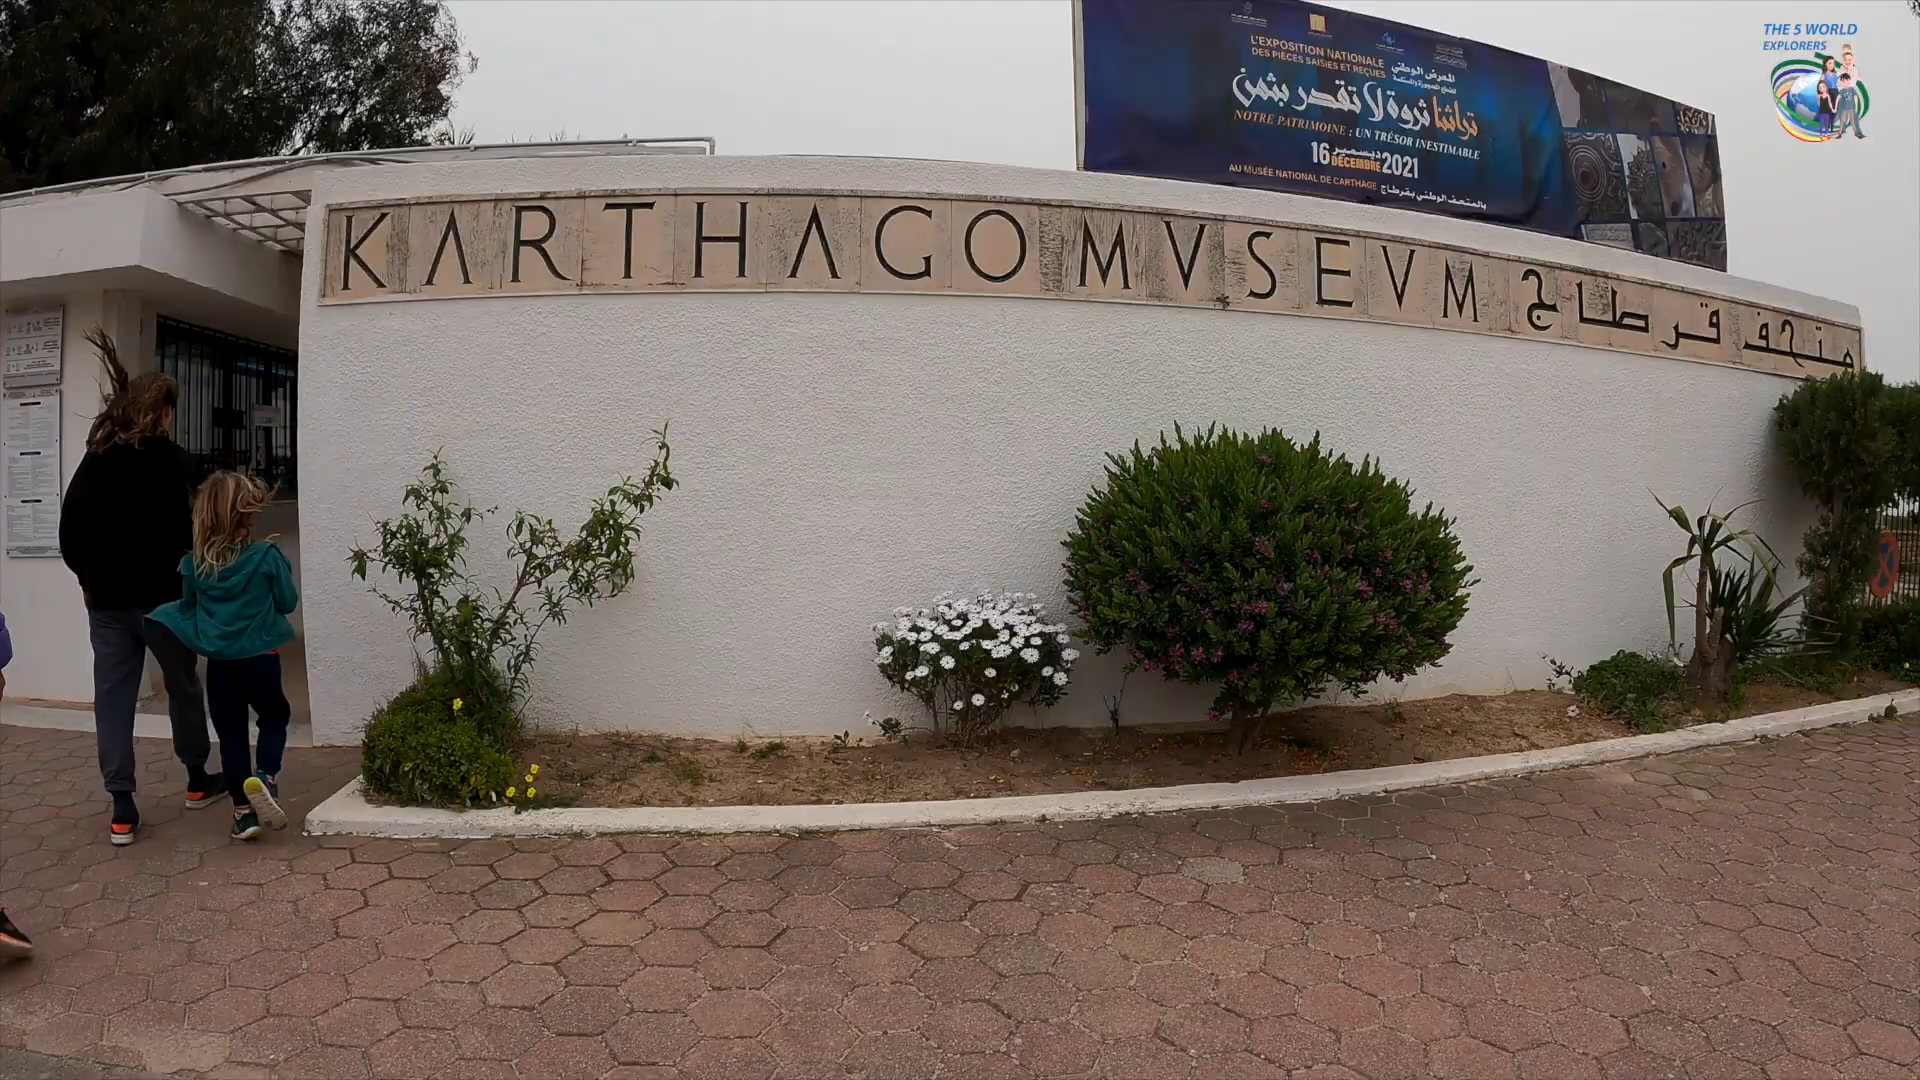 THE 5 WORLD
EXPLORERS
L'EXPOSITION NATIONALE
DES PIÈCES SAISIES ET REÇUES
المعرض الوطني
تراثنا ثروة لا تقدر بثمن
NOTRE PATRIMOINE : UN TRÉSOR INESTIMABLE
16 ديسمبر DÉCEMBRE 2021
AU MUSÉE NATIONAL DE CARTHAGE بالمتحف الوطني بقرطاج
KARTHAGO MVSEVM متحف قرطاج